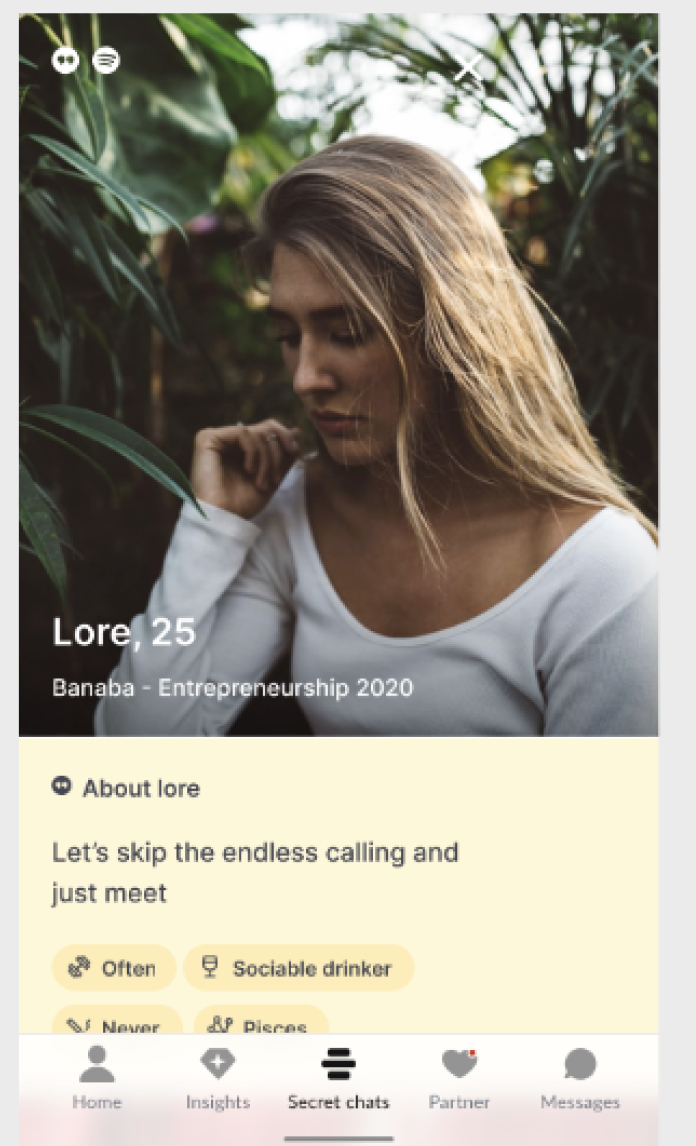 Lore, 25
Banaba - Entrepreneurship 2020
About lore
Let's skip the endless calling and
just meet
Often
Sociable drinker
Never
Pisces
Home
Insights
Secret chats
Partner
Messages